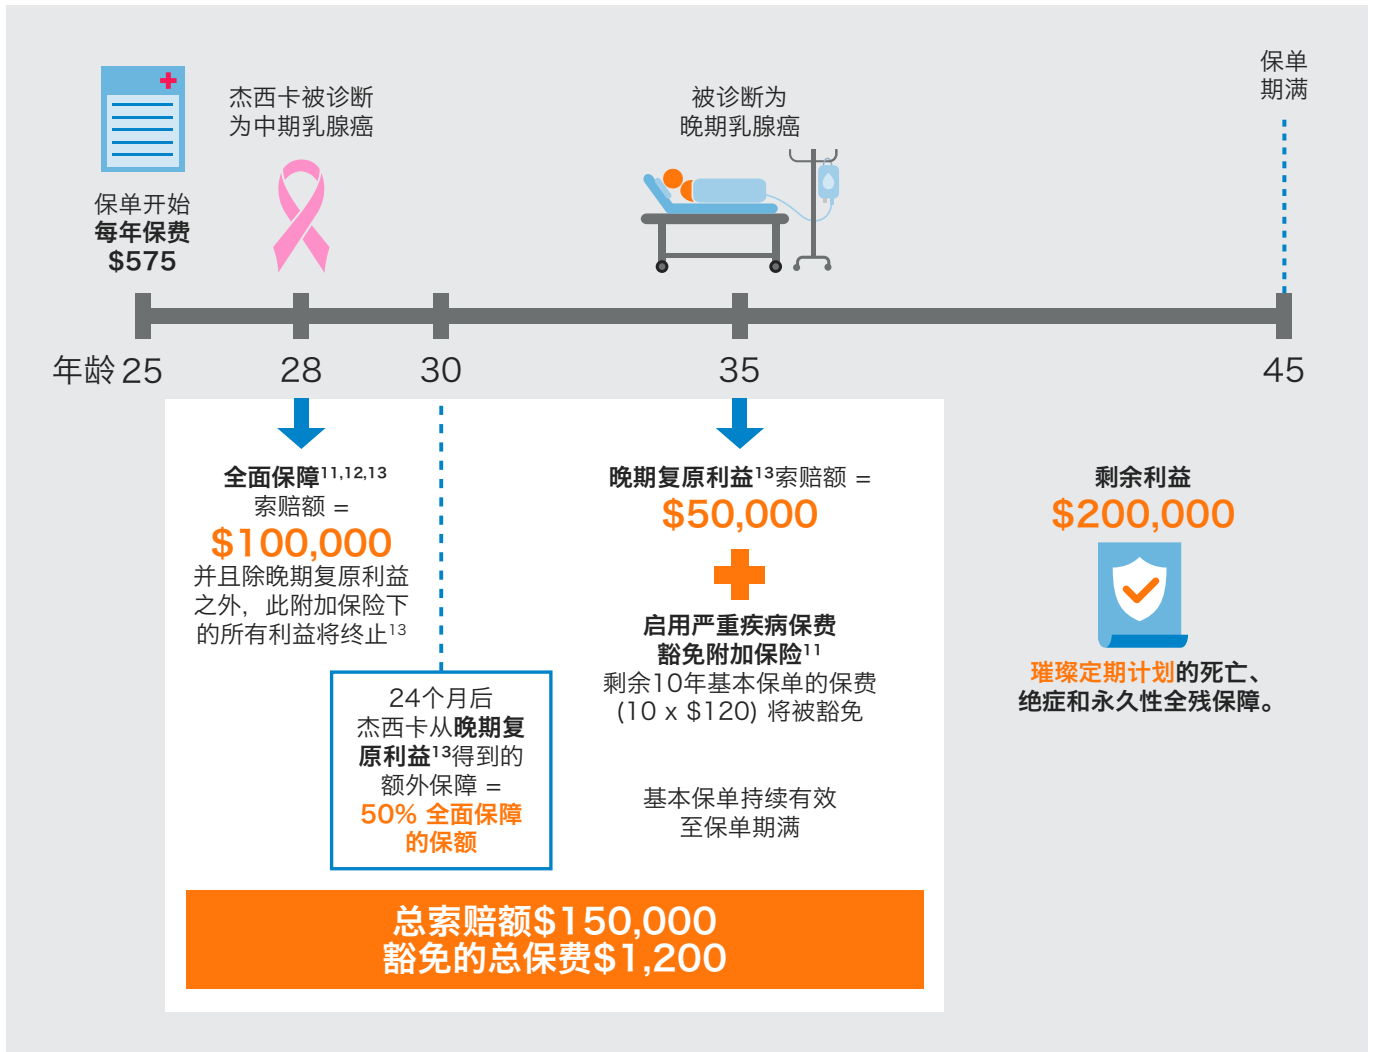 保单开始
每年保费
$575
杰西卡被诊断
为中期乳腺癌
被诊断为
晚期乳腺癌
保单
期满
年龄 25
28
30
35
45
全面保障11,12,13
索赔额 =
$100,000
并且除晚期复原利益
之外，此附加保险下
的所有利益将终止13
24个月后
杰西卡从晚期复
原利益13得到的
额外保障 =
50% 全面保障
的保额
晚期复原利益13索赔额 =
$50,000
启用严重疾病保费
豁免附加保险11
剩余10年基本保单的保费
(10 x $120) 将被豁免
基本保单持续有效
至保单期满
剩余利益
$200,000
璀璨定期计划的死亡、
绝症和永久性全残保障。
总索赔额$150,000
豁免的总保费$1,200